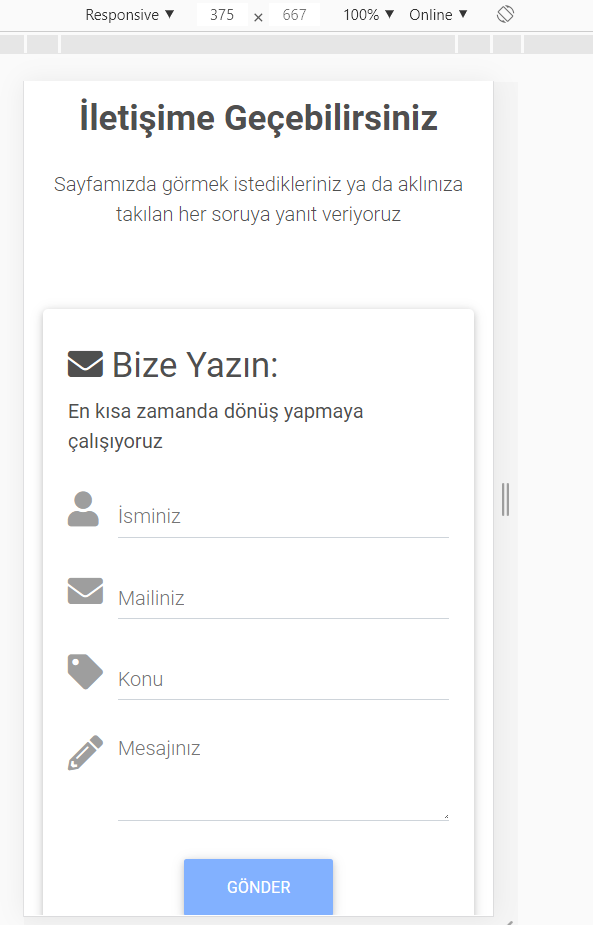 Responsive ▼ 375 × 667 100% ▼ Online ▼
İletişime Geçebilirsiniz
Sayfamızda görmek istedikleriniz ya da aklınıza
takılan her soruya yanıt veriyoruz
Bize Yazın:
En kısa zamanda dönüş yapmaya
çalışıyoruz
İsminiz
Mailiniz
Konu
Mesajınız
GÖNDER